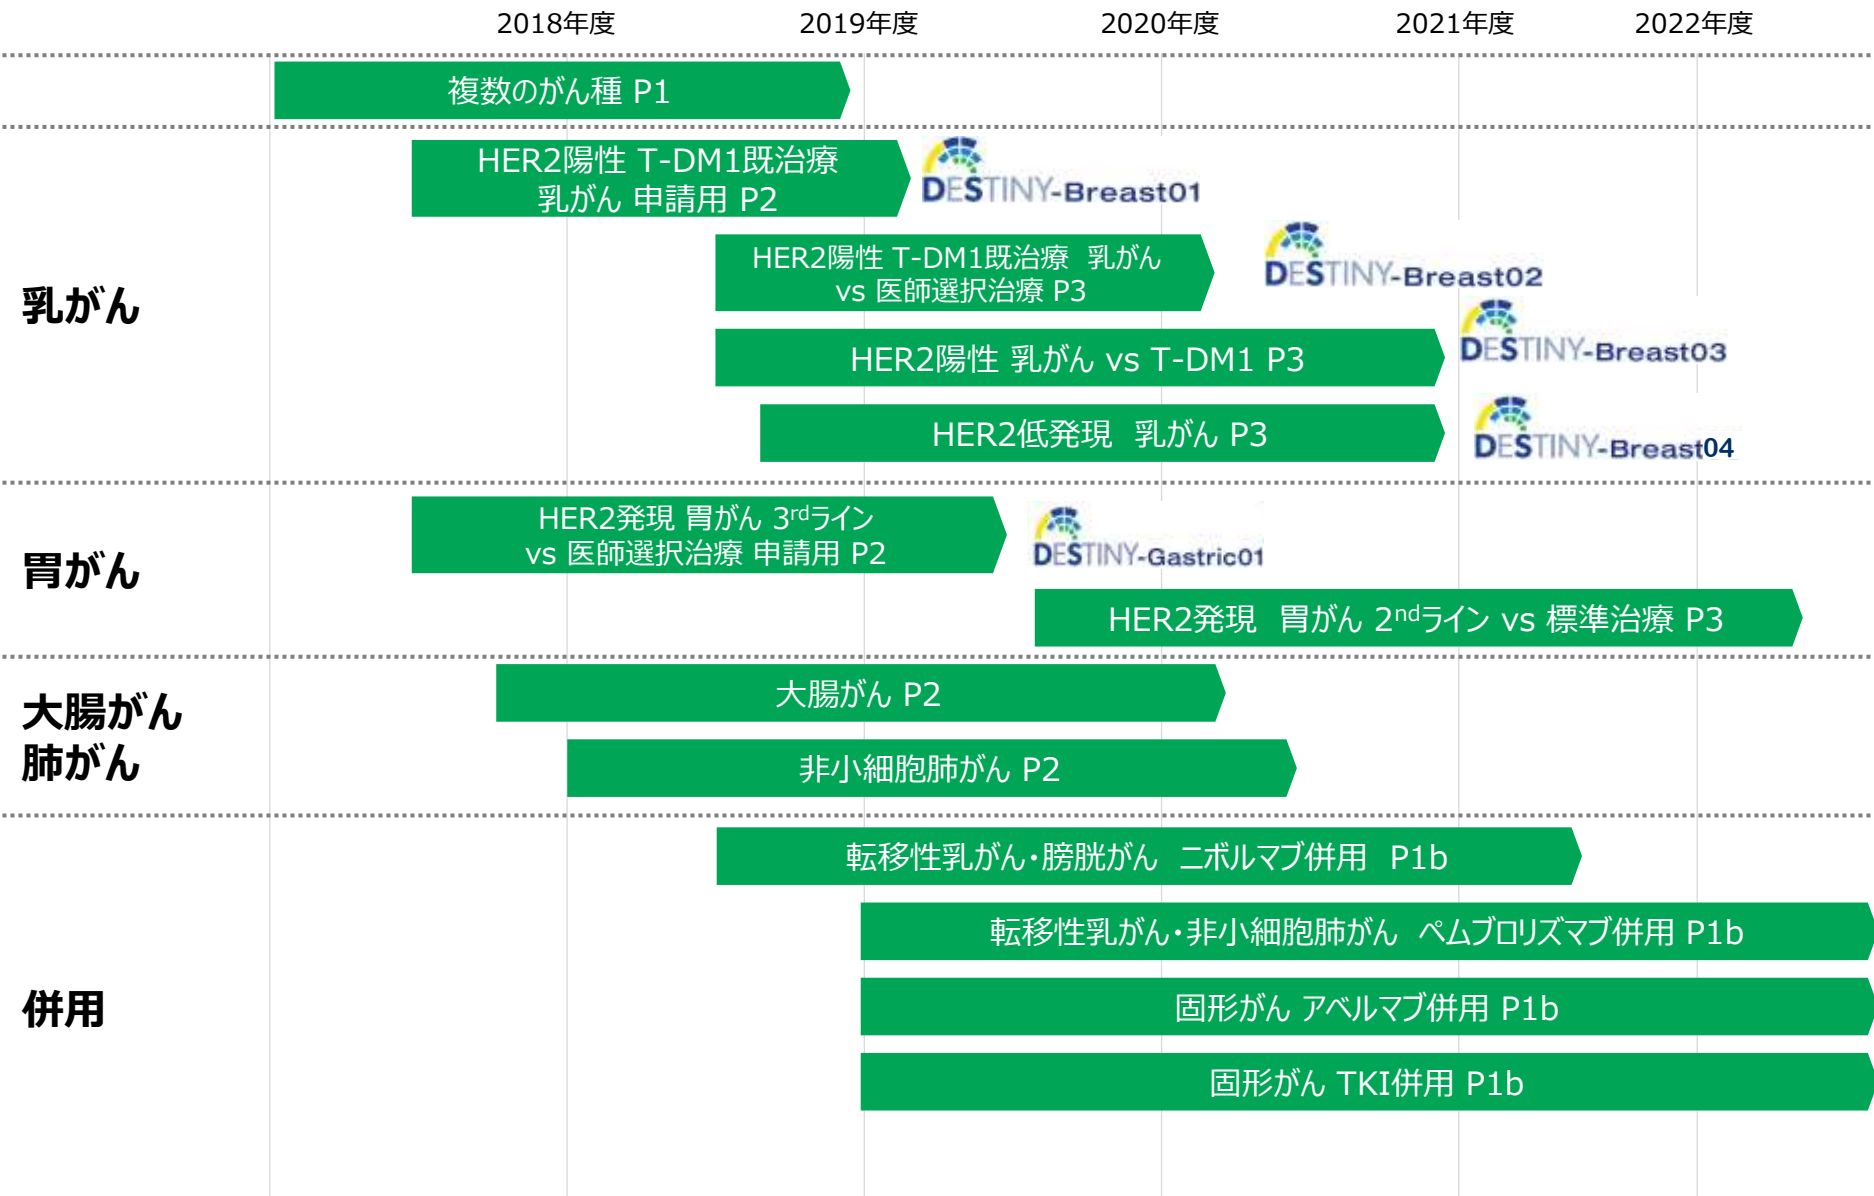 2018年度 2019年度 2020年度 2021年度 2022年度
複数のがん種 P1
乳がん
HER2陽性 T-DM1既治療
乳がん 申請用 P2
DESTINY-Breast01
HER2陽性 T-DM1既治療 乳がん
vs 医師選択治療 P3
DESTINY-Breast02
HER2陽性 乳がん vs T-DM1 P3
DESTINY-Breast03
HER2低発現 乳がん P3
DESTINY-Breast04
胃がん
HER2発現 胃がん 3rdライン
vs 医師選択治療 申請用 P2
DESTINY-Gastric01
HER2発現 胃がん 2ndライン vs 標準治療 P3
大腸がん
肺がん
大腸がん P2
非小細胞肺がん P2
併用
転移性乳がん・膀胱がん ニボルマブ併用 P1b
転移性乳がん・非小細胞肺がん ペムブロリズマブ併用 P1b
固形がん アベルマブ併用 P1b
固形がん TKI併用 P1b